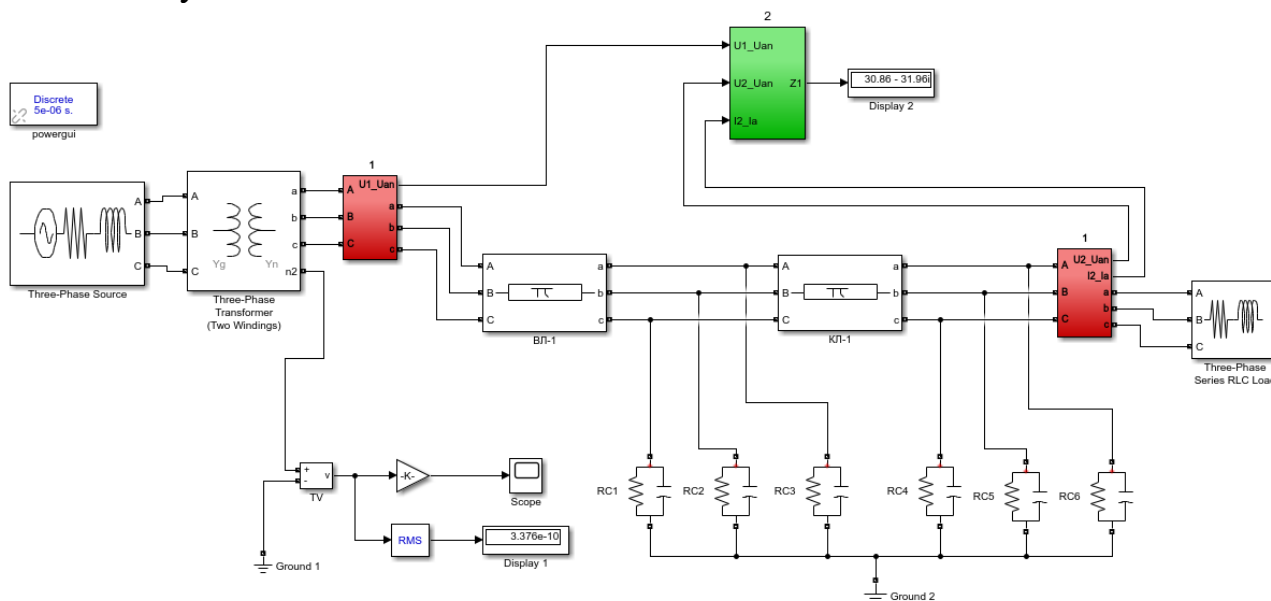 2
U1_Uan
U2_Uan
Z1
I2_Ia
30.86 - 31.96i
Display 2
Discrete
5e-06 s.
powergui
A
B
C
Three-Phase Source
A
B
C
a
b
c
n2
Yg
Yn
Three-Phase
Transformer
(Two Windings)
1
A
B
C
U1_Uan
a
b
c
A
B
C
a
b
c
ВЛ-1
A
B
C
a
b
c
КЛ-1
1
A
B
C
U2_Uan
I2_Ia
a
b
c
A
B
C
Three-Phase
Series RLC Load
+
-
v
TV
-K-
Scope
RMS
3.376e-10
Display 1
Ground 1
RC1
RC2
RC3
RC4
RC5
RC6
Ground 2